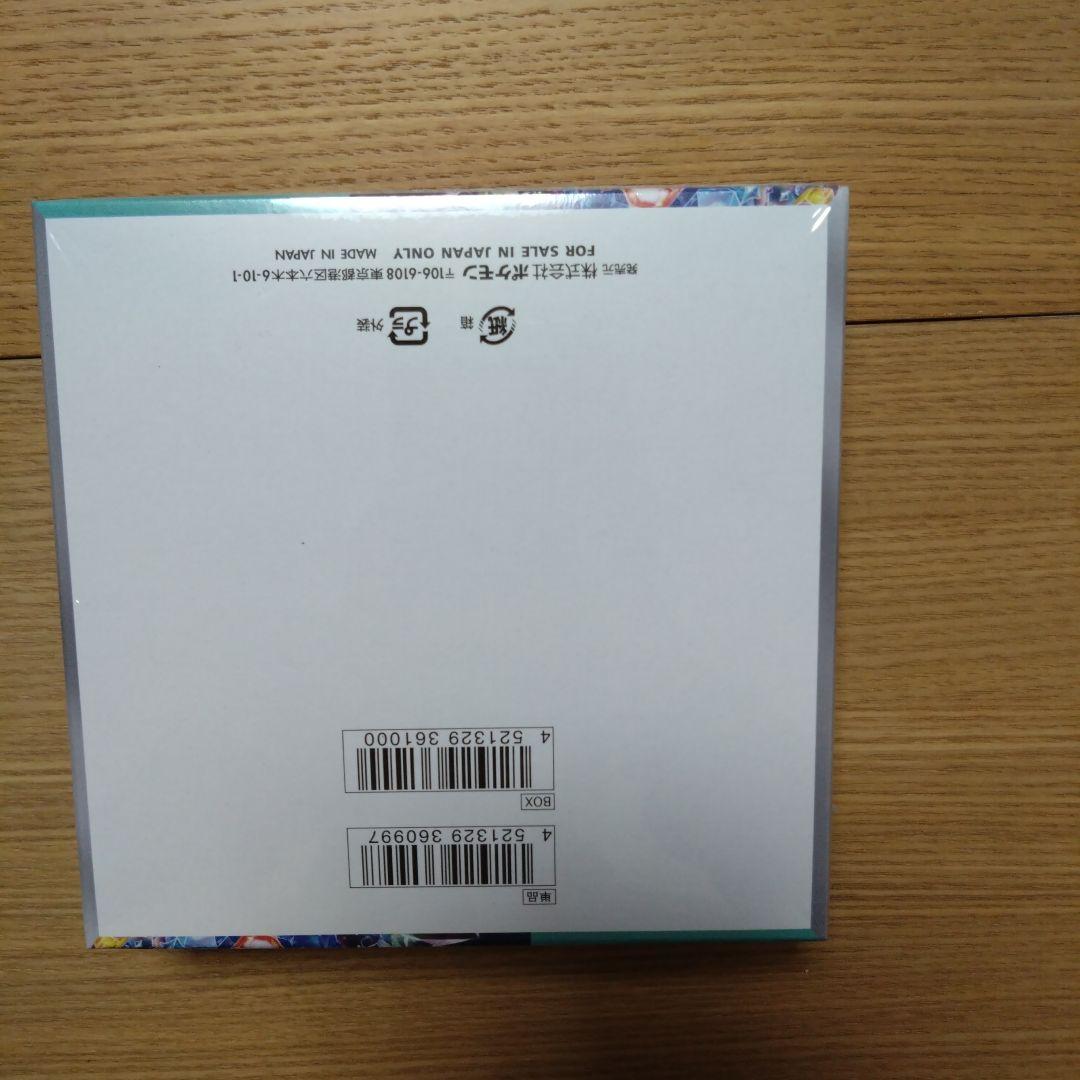 単品
4 521329 360997
BOX
4 521329 361000
プラ 外装 紙 箱
発売元 株式会社ポケモン 〒106-6108 東京都港区六本木6-10-1
FOR SALE IN JAPAN ONLY MADE IN JAPAN